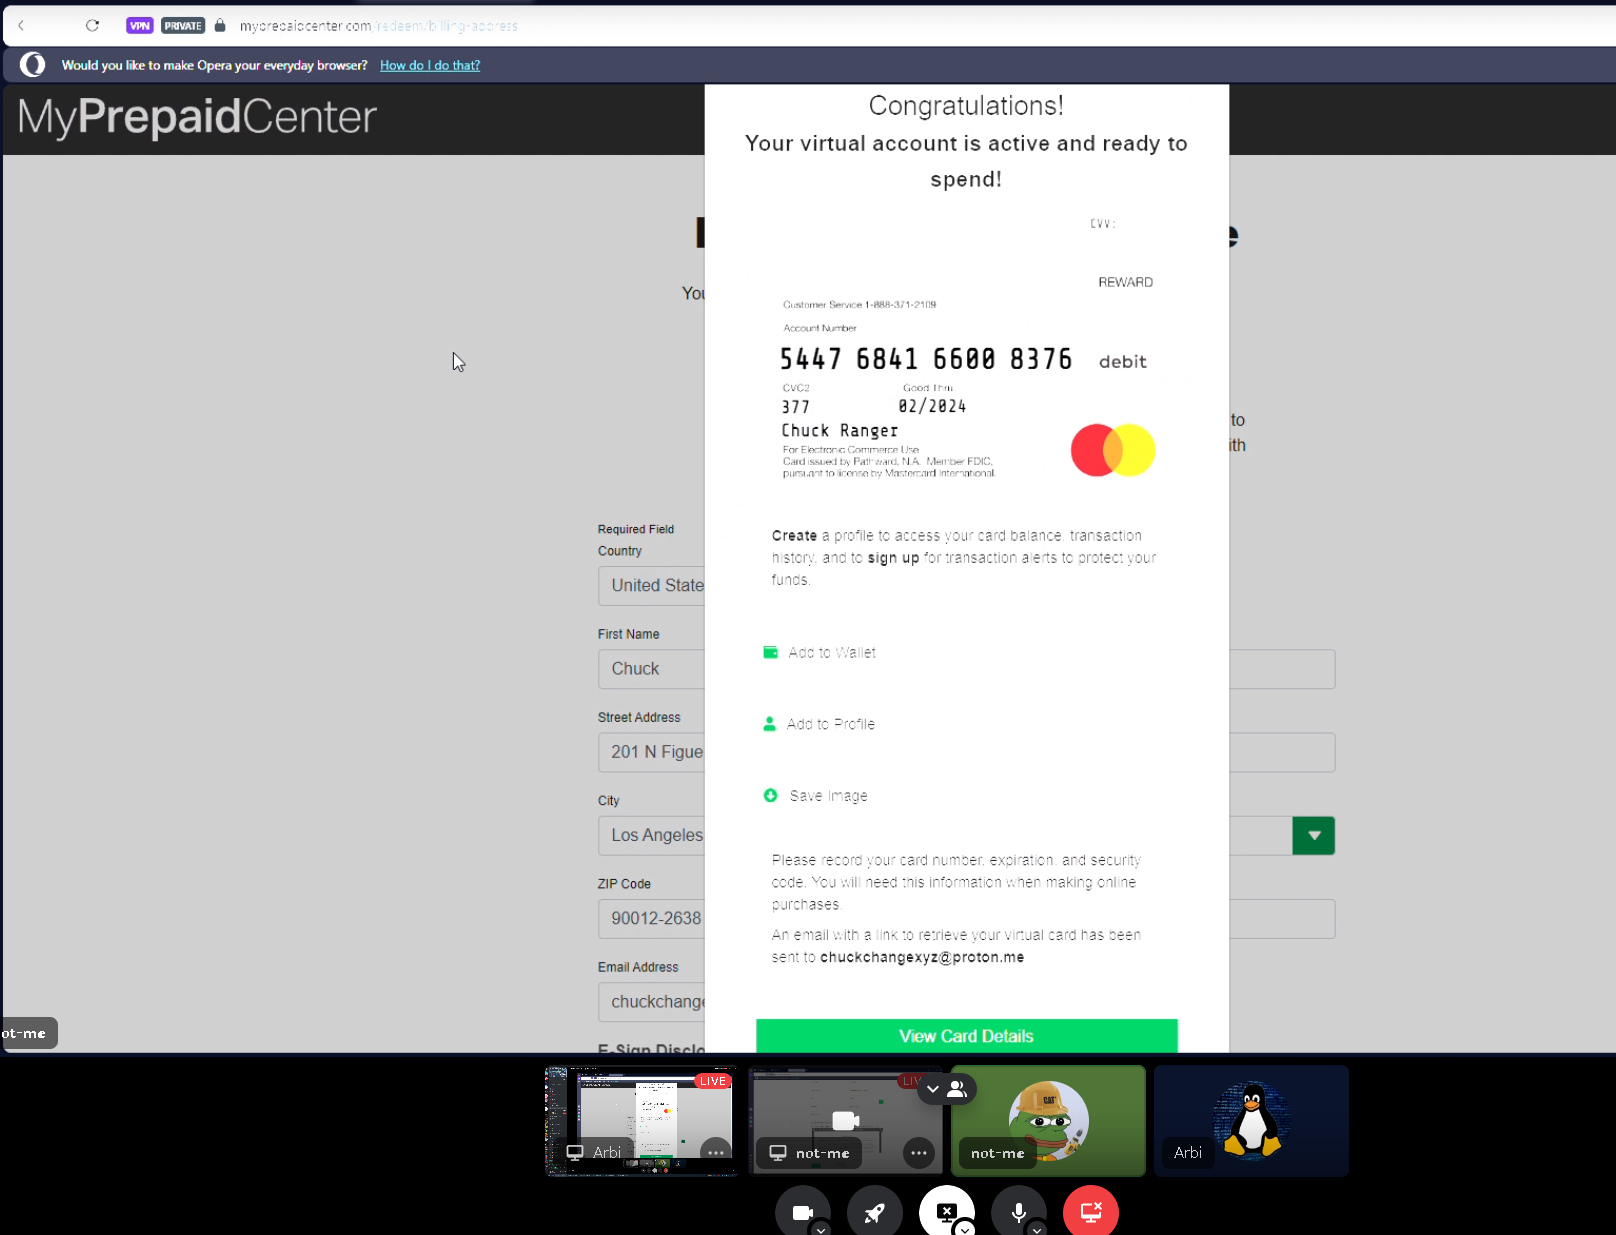 VPN PRIVATE myprepaidcenter.com/redeem/billing-address
Would you like to make Opera your everyday browser? How do I do that?
MyPrepaidCenter
Congratulations!
Your virtual account is active and ready to
spend!
CVV:
REWARD
Customer Service 1-888-371-2109
Account Number
5447 6841 6600 8376 debit
CVC2 Good Thru
377 02/2024
Chuck Ranger
For Electronic Commerce Use
Card issued by Pathward, N.A. Member FDIC,
pursuant to license by Mastercard International.
Create a profile to access your card balance, transaction
history, and to sign up for transaction alerts to protect your
funds.
Add to Wallet
Add to Profile
Save Image
Please record your card number, expiration, and security
code. You will need this information when making online
purchases.
An email with a link to retrieve your virtual card has been
sent to chuckchangexyz@proton.me
View Card Details
You
to
ith
Required Field
Country
United State
First Name
Chuck
Street Address
201 N Figue
City
Los Angeles
ZIP Code
90012-2638
Email Address
chuckchange
E-Sign Disclo
ot-me
LIVE
Arbi
LIV
not-me
CAT
not-me
Arbi